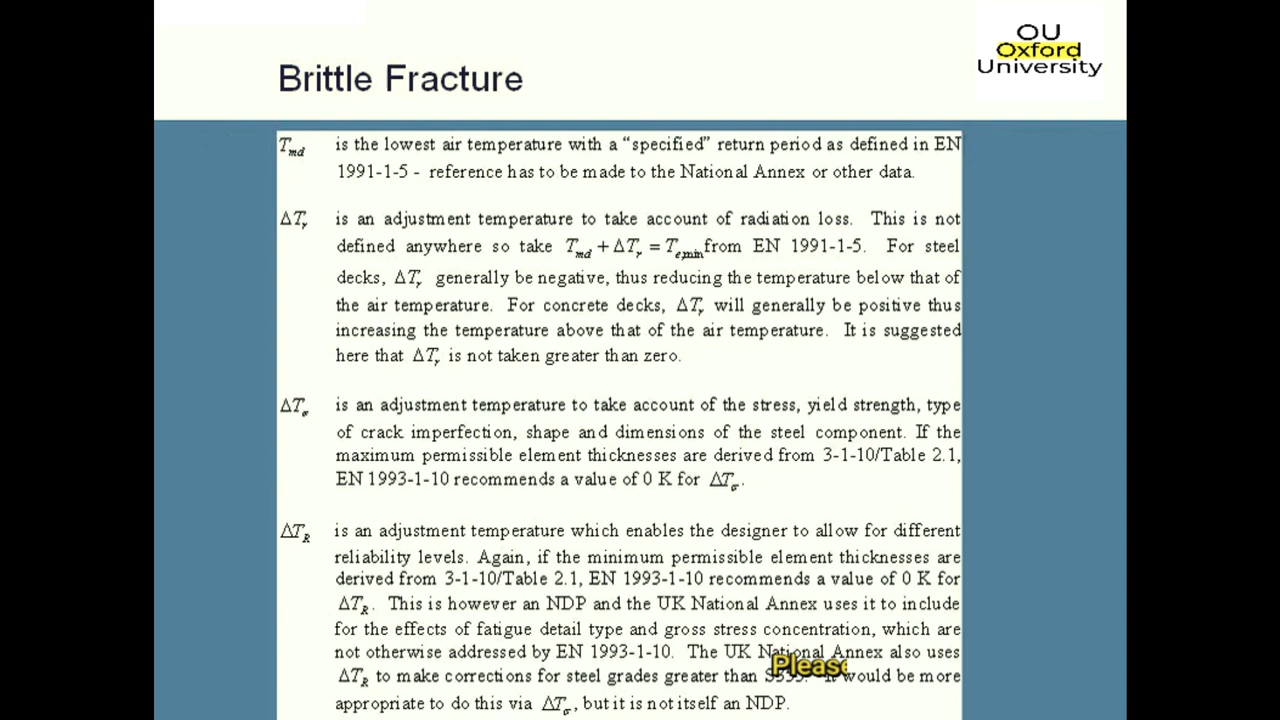 OU
Oxford
University
Brittle Fracture
T_md is the lowest air temperature with a “specified” return period as defined in EN
1991-1-5 - reference has to be made to the National Annex or other data.
ΔT_r is an adjustment temperature to take account of radiation loss. This is not
defined anywhere so take T_md + ΔT_r = T_e,min from EN 1991-1-5. For steel
decks, ΔT_r generally be negative, thus reducing the temperature below that of
the air temperature. For concrete decks, ΔT_r will generally be positive thus
increasing the temperature above that of the air temperature. It is suggested
here that ΔT_r is not taken greater than zero.
ΔT_σ is an adjustment temperature to take account of the stress, yield strength, type
of crack imperfection, shape and dimensions of the steel component. If the
maximum permissible element thicknesses are derived from 3-1-10/Table 2.1,
EN 1993-1-10 recommends a value of 0 K for ΔT_σ.
ΔT_R is an adjustment temperature which enables the designer to allow for different
reliability levels. Again, if the minimum permissible element thicknesses are
derived from 3-1-10/Table 2.1, EN 1993-1-10 recommends a value of 0 K for
ΔT_R. This is however an NDP and the UK National Annex uses it to include
for the effects of fatigue detail type and gross stress concentration, which are
not otherwise addressed by EN 1993-1-10. The UK National Annex also uses
ΔT_R to make corrections for steel grades greater than would be more
Please
appropriate to do this via ΔT_σ, but it is not itself an NDP.